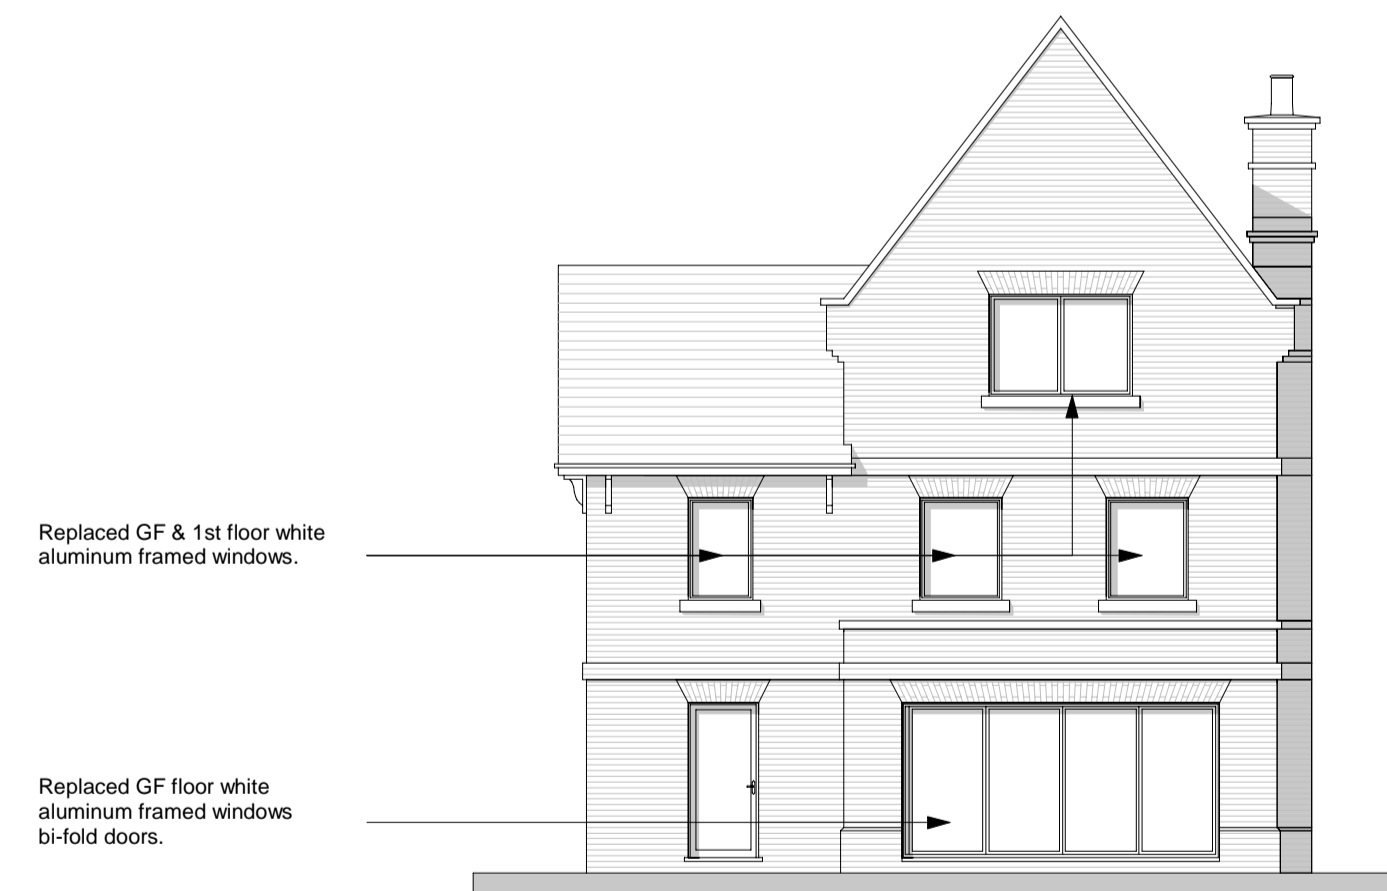 Replaced GF & 1st floor white
aluminum framed windows.
Replaced GF floor white
aluminum framed windows
bi-fold doors.